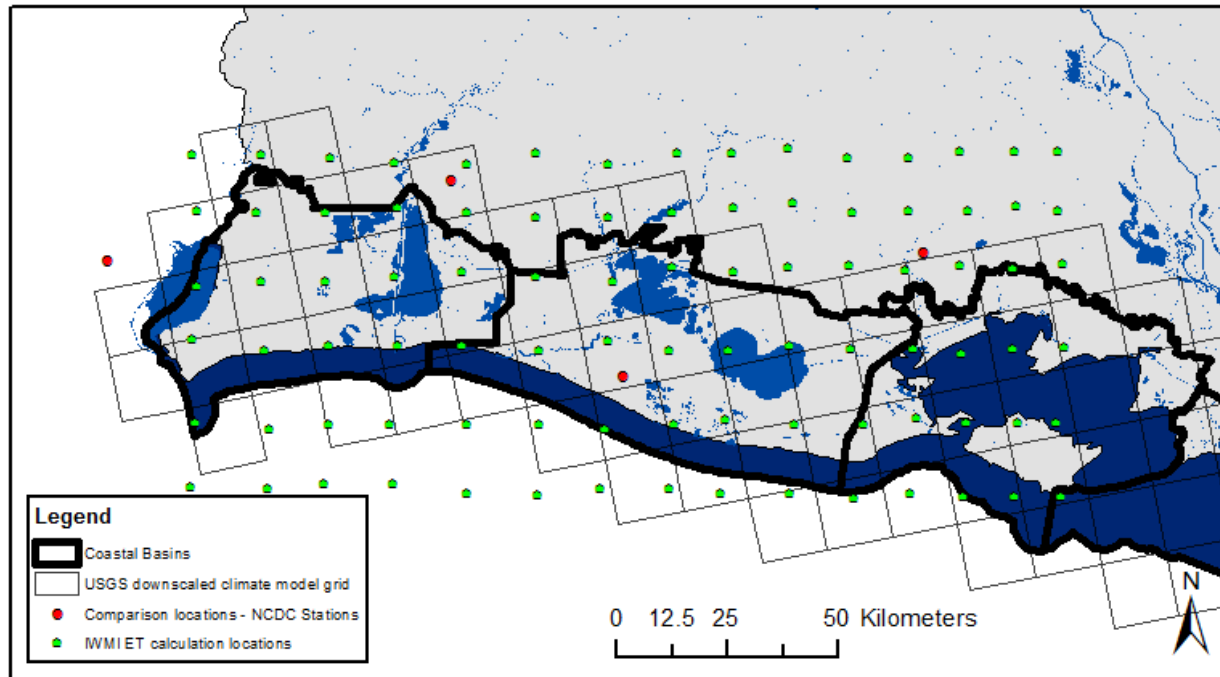 Legend
Coastal Basins
USGS downscaled climate model grid
Comparison locations - NCDC Stations
IWMI ET calculation locations
0 12.5 25 50 Kilometers
N